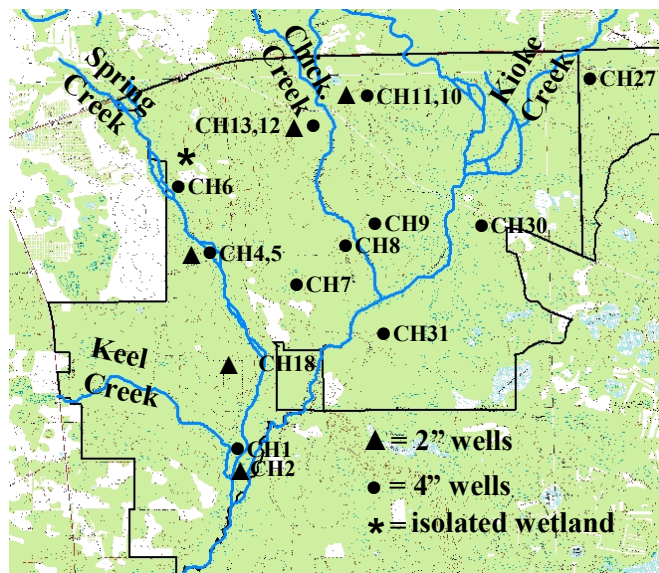 Spring
Creek
Chick.
Creek
Kioke
Creek
CH27
CH11,10
CH13,12
CH6
CH9
CH30
CH8
CH4,5
CH7
CH31
Keel
Creek
CH18
CH1
CH2
= 2” wells
= 4” wells
* = isolated wetland